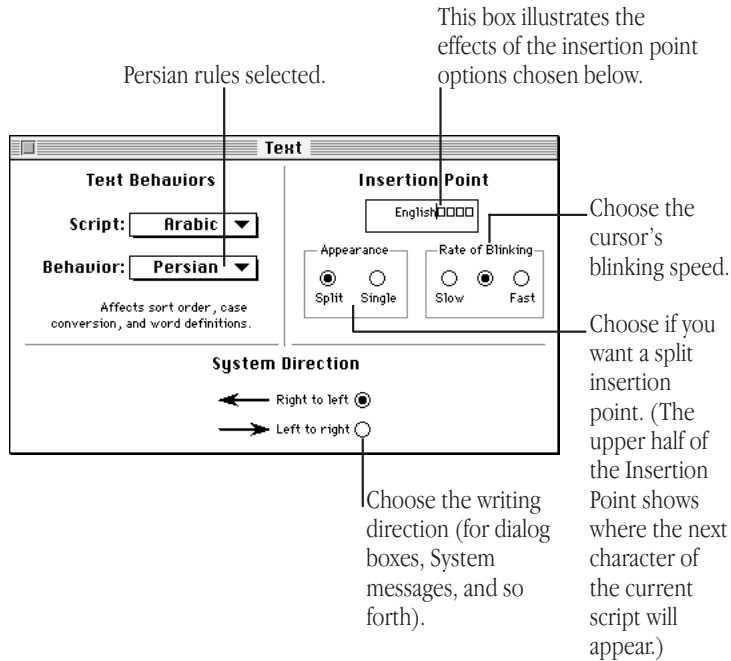 This box illustrates the
effects of the insertion point
options chosen below.
Persian rules selected.
Text
Text Behaviors
Script: Arabic
Behavior: Persian
Affects sort order, case
conversion, and word definitions.
Insertion Point
English
Appearance
Split Single
Rate of Blinking
Slow Fast
System Direction
Right to left
Left to right
Choose the
cursor's
blinking speed.
Choose if you
want a split
insertion
point. (The
upper half of
the Insertion
Point shows
where the next
character of
the current
script will
appear.)
Choose the writing
direction (for dialog
boxes, System
messages, and so
forth).